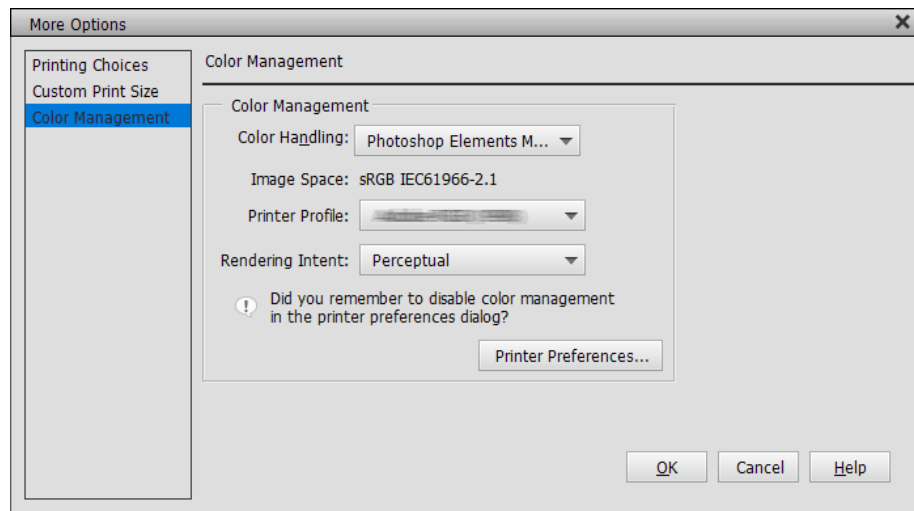 More Options
Printing Choices
Custom Print Size
Color Management
Color Management
Color Management
Color Handling: Photoshop Elements M...
Image Space: sRGB IEC61966-2.1
Printer Profile:
Rendering Intent: Perceptual
Did you remember to disable color management
in the printer preferences dialog?
Printer Preferences...
OK Cancel Help